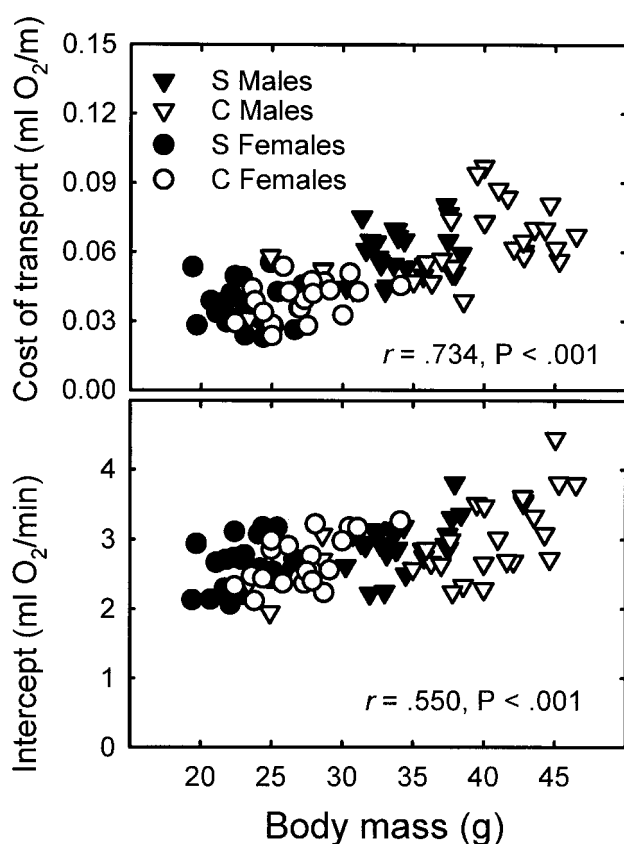 Cost of transport (ml O₂/m)
0.15
0.12
0.09
0.06
0.03
0.00
S Males
C Males
S Females
C Females
r = .734, P < .001
Intercept (ml O₂/min)
4
3
2
1
0
r = .550, P < .001
20 25 30 35 40 45
Body mass (g)